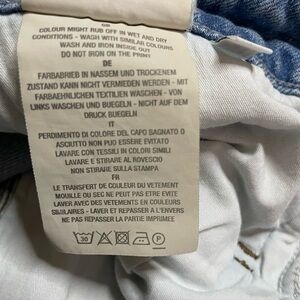 GB
COLOUR MIGHT RUB OFF IN WET AND DRY
CONDITIONS - WASH WITH SIMILAR COLOURS
WASH AND IRON INSIDE OUT
DO NOT IRON ON THE PRINT
DE
FARBABRIEB IN NASSEM UND TROCKENEM
ZUSTAND KANN NICHT VERMIEDEN WERDEN - MIT
FARBAEHNLICHEN TEXTILIEN WASCHEN - VON
LINKS WASCHEN UND BUEGELN - NICHT AUF DEM
DRUCK BUEGELN
IT
PERDIMENTO DI COLORE DEL CAPO BAGNATO O
ASCIUTTO NON PUO ESSERE EVITATO
LAVARE CON TESSILI IN COLORI SIMILI
LAVARE E STIRARE AL ROVESCIO
NON STIRARE SULLA STAMPA
FR
LE TRANSFERT DE COULEUR DU VETEMENT
MOUILLE OU SEC NE PEUT PAS ETRE EVITE
LAVER AVEC DES VETEMENTS EN COULEURS
SIMILAIRES - LAVER ET REPASSER A L'ENVERS
NE PAS REPASSER LA PARTIE IMPRIMEE
30 P